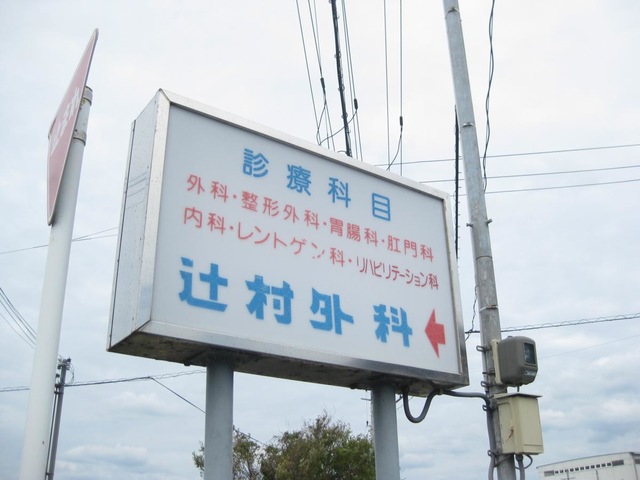 診療科目
外科・整形外科・胃腸科・肛門科
内科・レントゲン科・リハビリテーション科
辻村外科